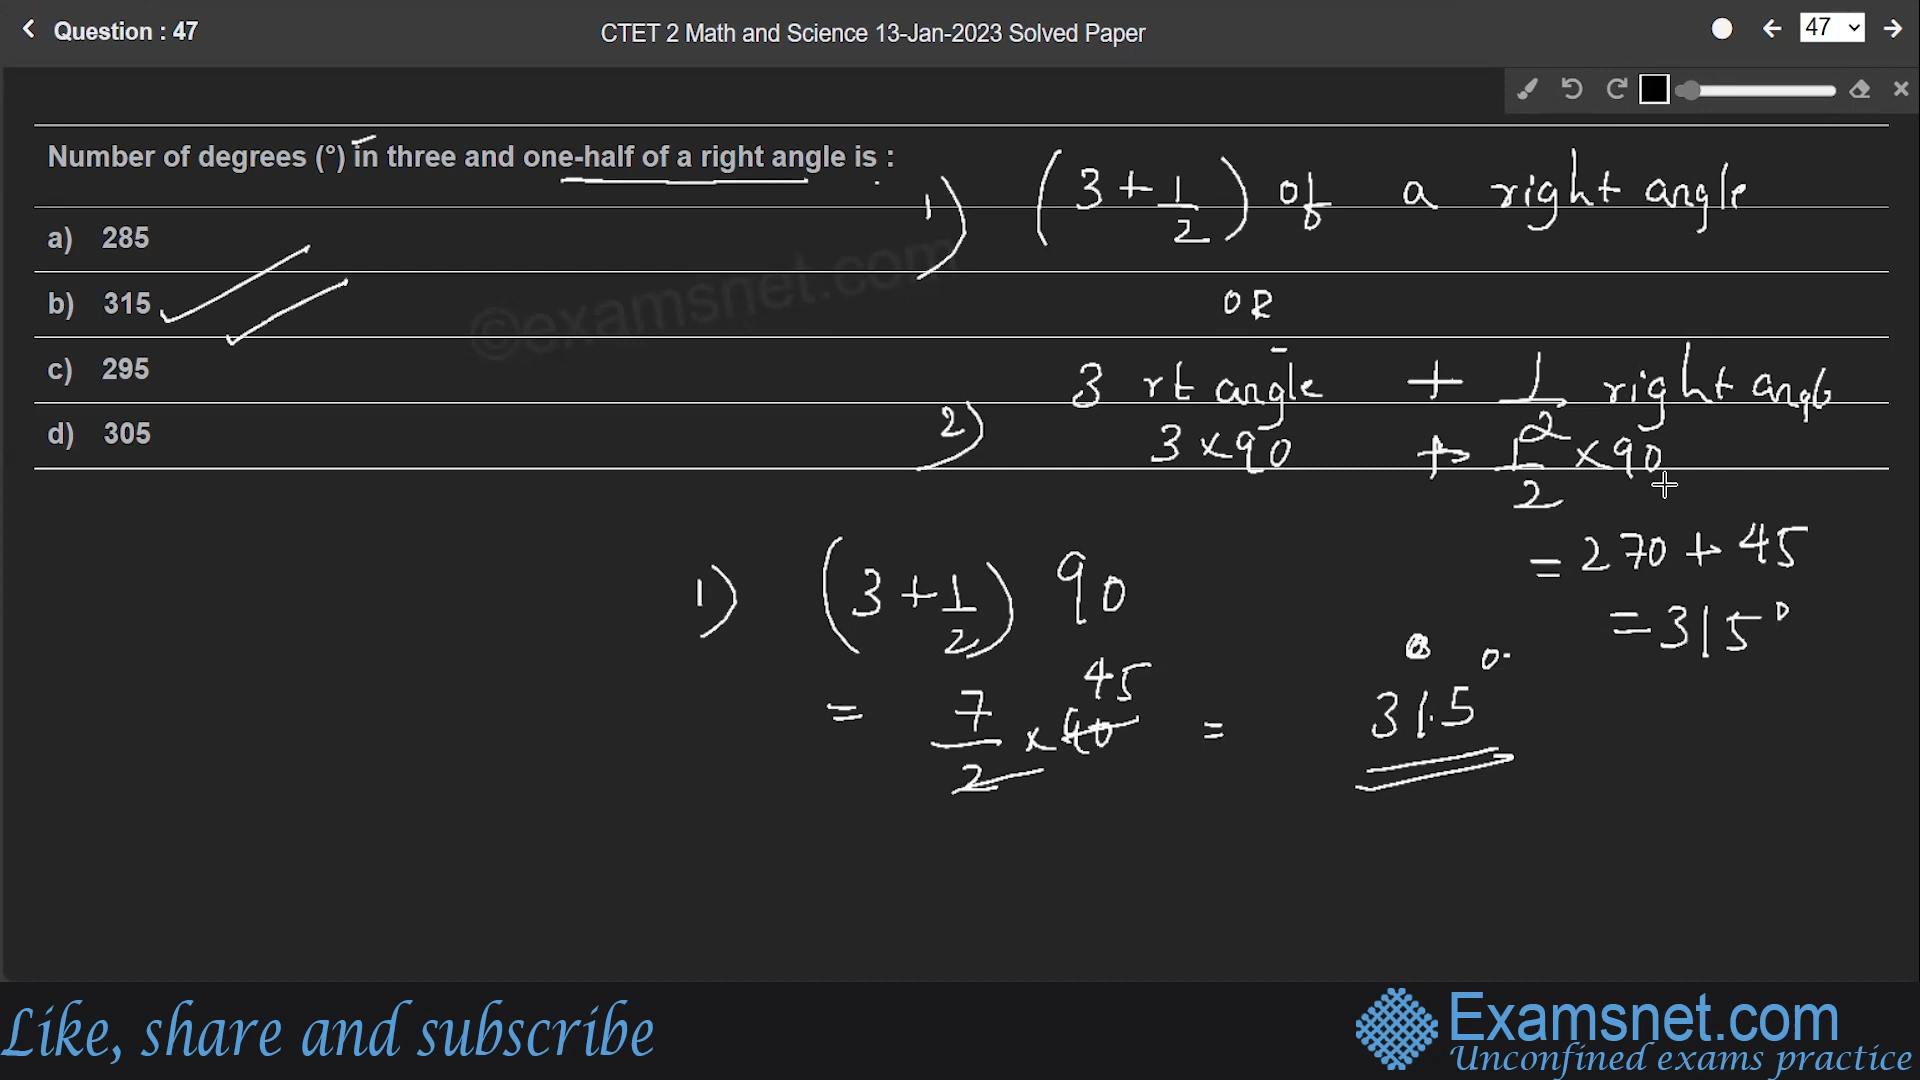 Question : 47
CTET 2 Math and Science 13-Jan-2023 Solved Paper
47
Number of degrees (°) in three and one-half of a right angle is :
a) 285
b) 315
c) 295
d) 305
©examsnet.com
1) (3 + 1/2) of a right angle
OR
2) 3 rt angle + 1/2 right angle
3 × 90 + 1/2 × 90
= 270 + 45
= 315°
1) (3 + 1/2) 90
45
= 7/2 × 90 = 315°
Like, share and subscribe
Examsnet.com
Unconfined exams practice